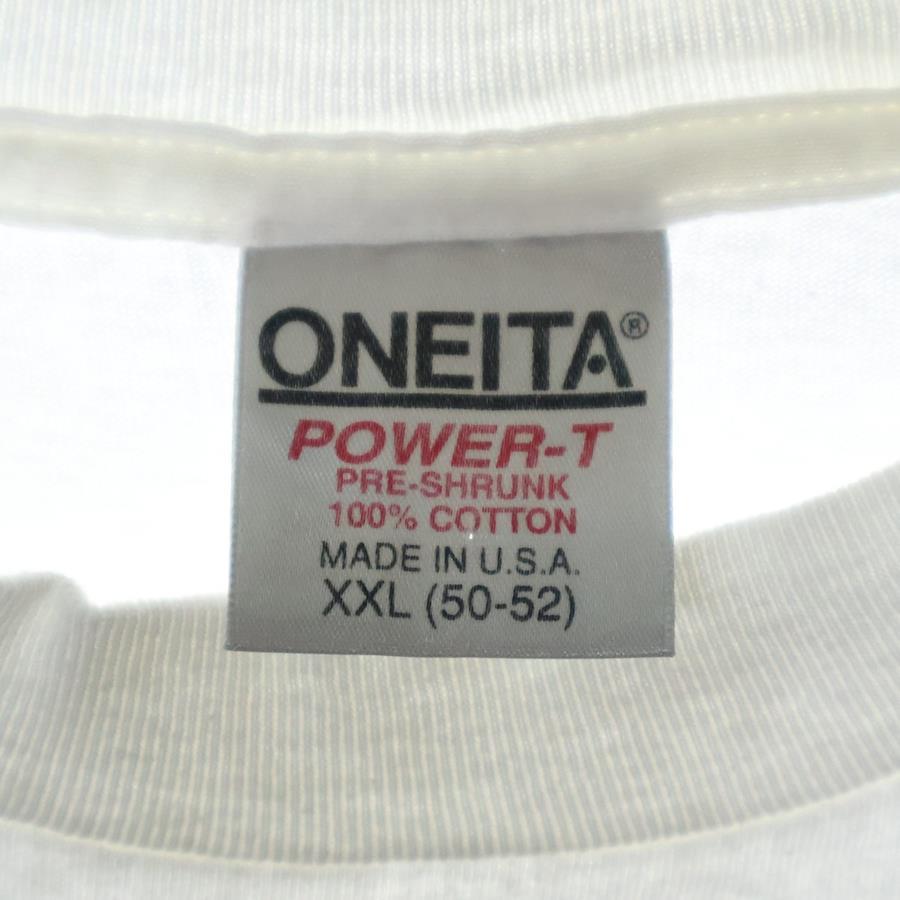 ONEITA®
POWER-T
PRE-SHRUNK
100% COTTON
MADE IN U.S.A.
XXL (50-52)